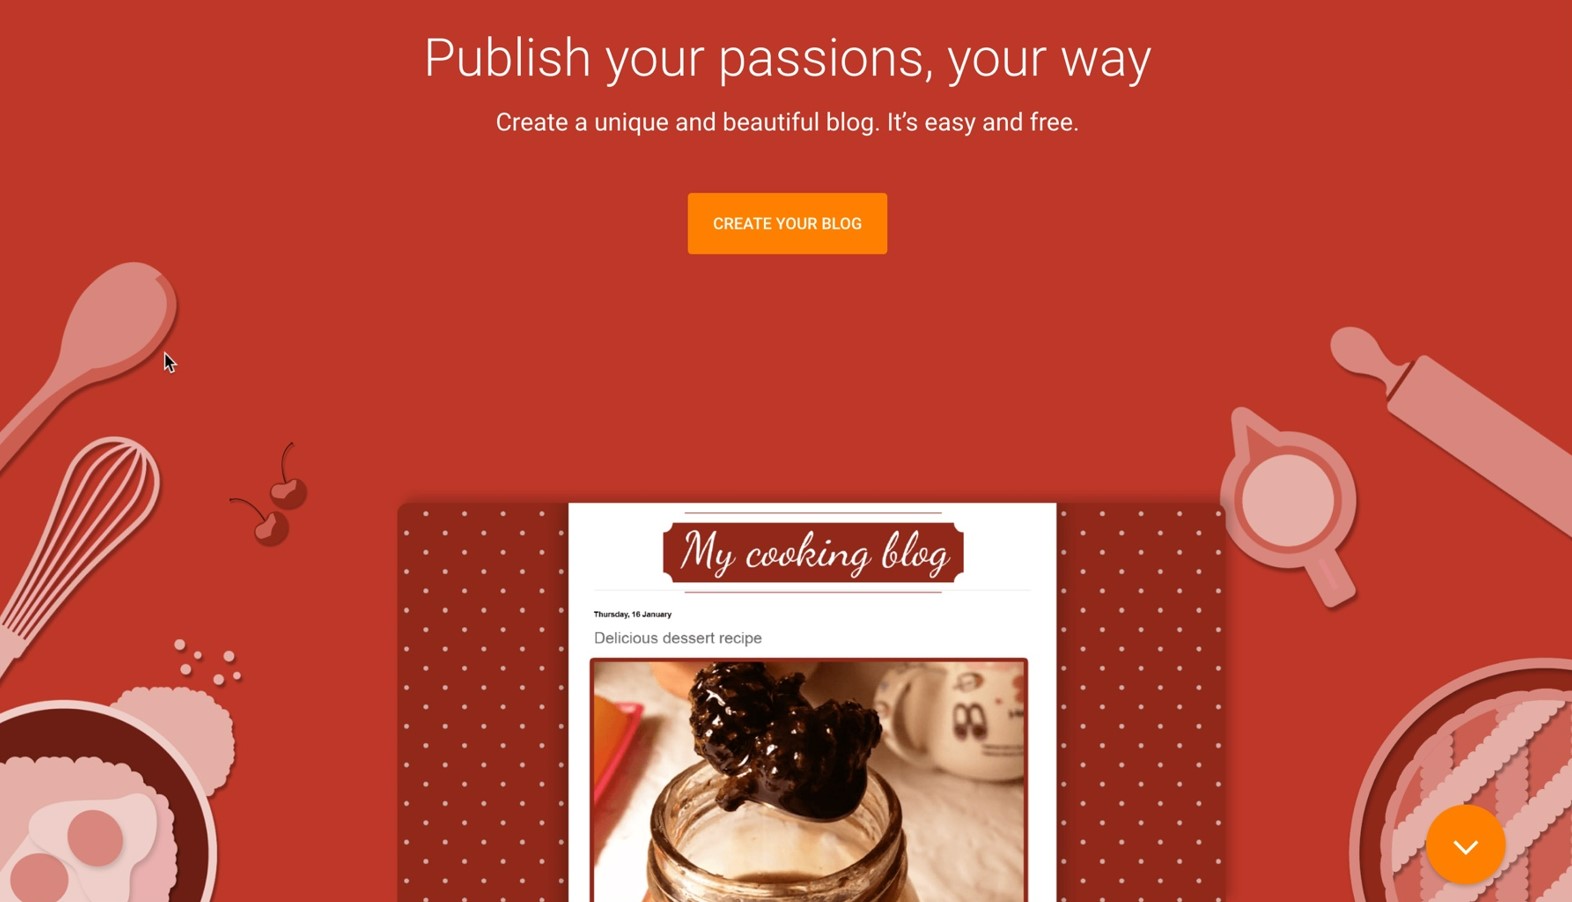 Publish your passions, your way
Create a unique and beautiful blog. It’s easy and free.
CREATE YOUR BLOG
My cooking blog
Thursday, 16 January
Delicious dessert recipe